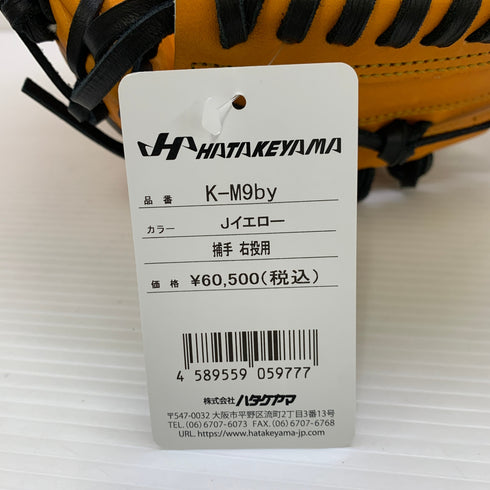 HATAKEYAMA
品番 K-M9by
カラー Jイエロー
捕手 右投用
価格 ¥60,500(税込)
4 589559 059777
株式会社ハタケヤマ
〒547-0032 大阪市平野区流町2丁目3番13号
TEL.(06)6707-6073 FAX.(06)6707-6768
URL. https://www.hatakeyama-jp.com